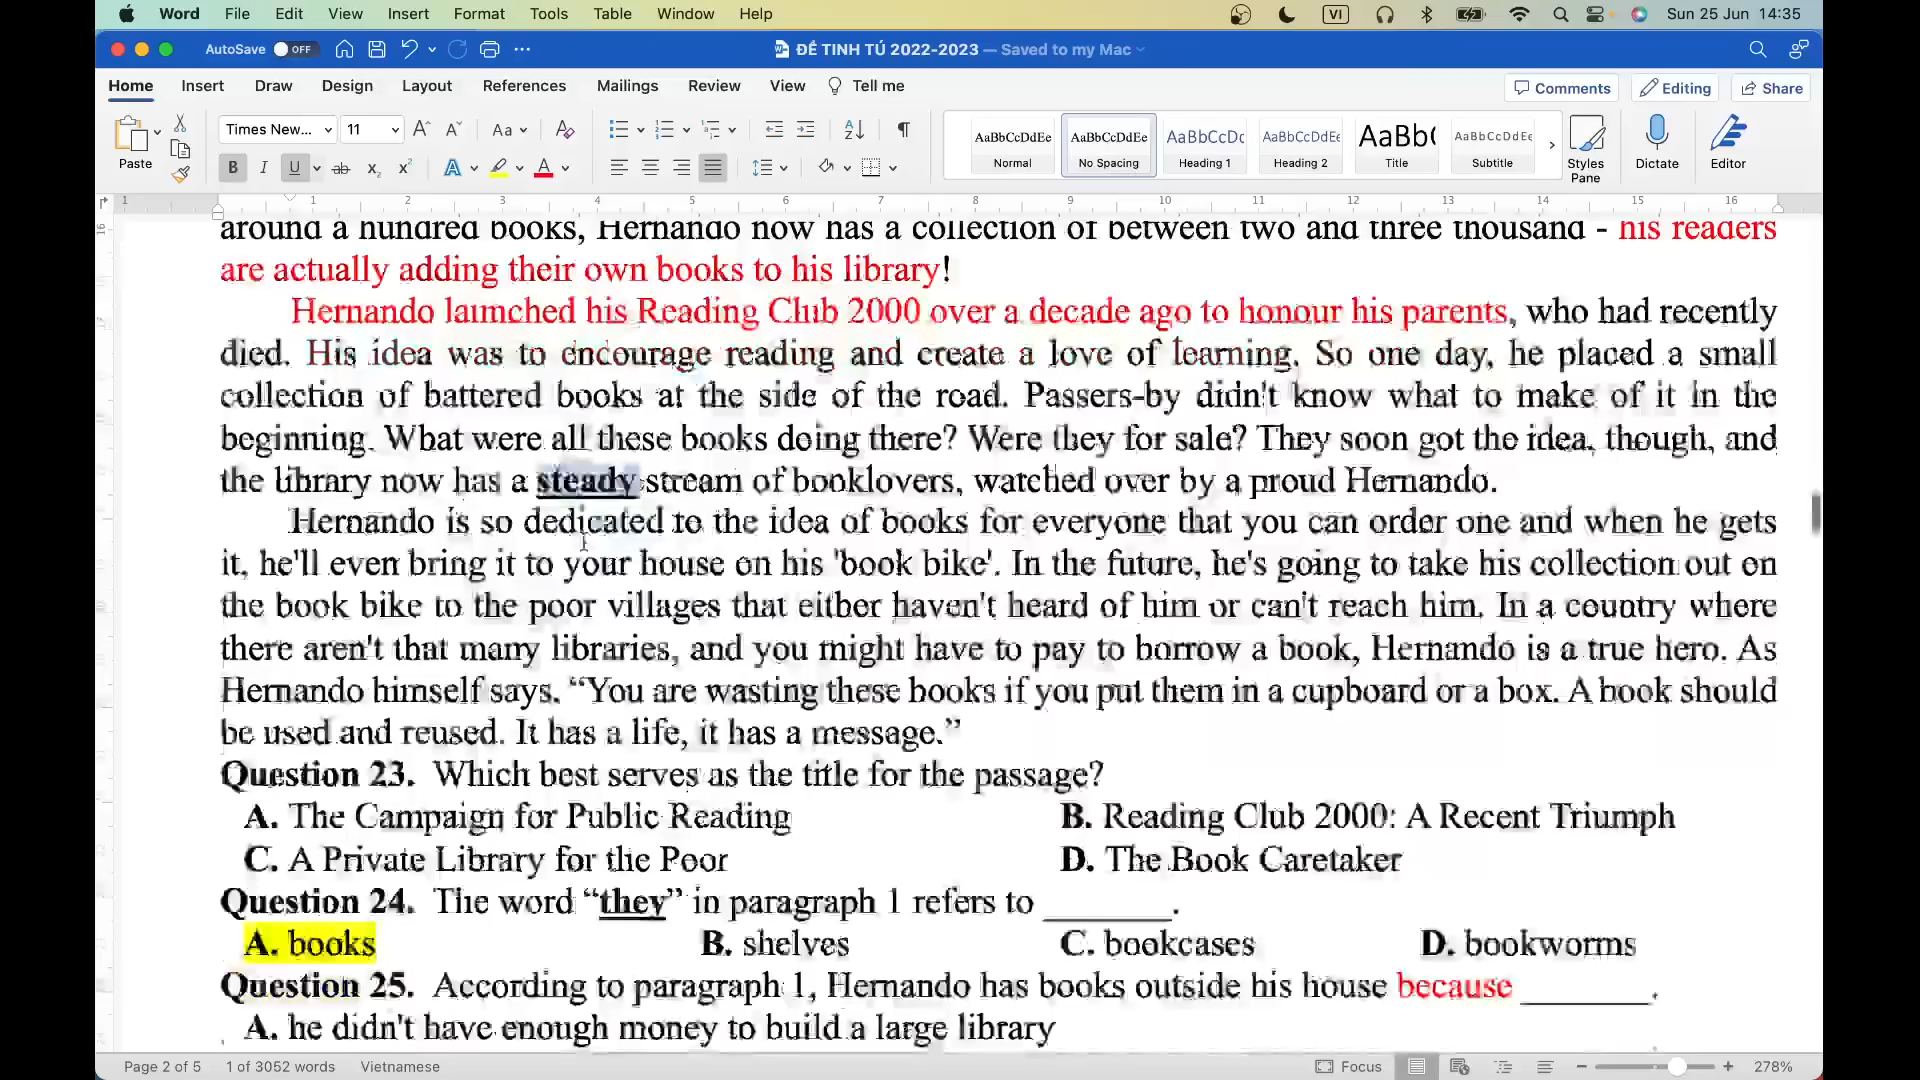 Word File Edit View Insert Format Tools Table Window Help VI Sun 25 Jun 14:35
AutoSave OFF ĐỀ TINH TÚ 2022-2023 — Saved to my Mac
Home Insert Draw Design Layout References Mailings Review View Tell me Comments Editing Share
Times New... 11
Paste
AaBbCcDdEe AaBbCcDdEe AaBbCcDc AaBbCcDdEe AaBb( AaBbCcDdEe
Normal No Spacing Heading 1 Heading 2 Title Subtitle Styles Pane Dictate Editor
1 1 2 3 4 5 6 7 8 9 10 11 12 13 14 15 16
around a hundred books, Hernando now has a collection of between two and three thousand - his readers
are actually adding their own books to his library!
Hernando launched his Reading Club 2000 over a decade ago to honour his parents, who had recently
died. His idea was to encourage reading and create a love of learning. So one day, he placed a small
collection of battered books at the side of the road. Passers-by didn't know what to make of it in the
beginning. What were all these books doing there? Were they for sale? They soon got the idea, though, and
the library now has a steady stream of booklovers, watched over by a proud Hernando.
Hernando is so dedicated to the idea of books for everyone that you can order one and when he gets
it, he'll even bring it to your house on his 'book bike'. In the future, he's going to take his collection out on
the book bike to the poor villages that either haven't heard of him or can't reach him. In a country where
there aren't that many libraries, and you might have to pay to borrow a book, Hernando is a true hero. As
Hernando himself says. “You are wasting these books if you put them in a cupboard or a box. A book should
be used and reused. It has a life, it has a message.”
Question 23. Which best serves as the title for the passage?
A. The Campaign for Public Reading B. Reading Club 2000: A Recent Triumph
C. A Private Library for the Poor D. The Book Caretaker
Question 24. The word “they” in paragraph 1 refers to ________.
A. books B. shelves C. bookcases D. bookworms
Question 25. According to paragraph 1, Hernando has books outside his house because ________.
A. he didn't have enough money to build a large library
Page 2 of 5 1 of 3052 words Vietnamese Focus 278%